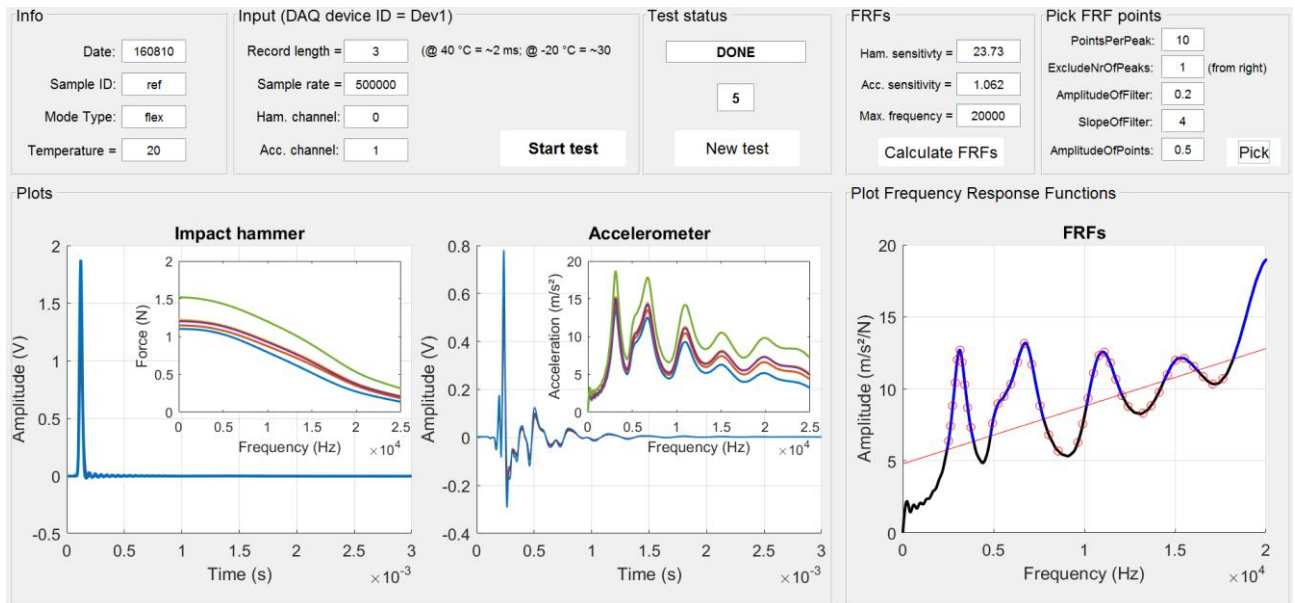 Info
Date: 160810
Sample ID: ref
Mode Type: flex
Temperature = 20
Input (DAQ device ID = Dev1)
Record length = 3 (@ 40 °C = ~2 ms; @ -20 °C = ~30
Sample rate = 500000
Ham. channel: 0
Acc. channel: 1
Start test
Test status
DONE
5
New test
FRFs
Ham. sensitivty = 23.73
Acc. sensitivity = 1.062
Max. frequency = 20000
Calculate FRFs
Pick FRF points
PointsPerPeak: 10
ExcludeNrOfPeaks: 1 (from right)
AmplitudeOfFilter: 0.2
SlopeOfFilter: 4
AmplitudeOfPoints: 0.5
Pick
Plots
Impact hammer
Amplitude (V)
2
1.5
1
0.5
0
-0.5
0 0.5 1 1.5 2 2.5 3
Time (s)
×10⁻³
Force (N)
2
1.5
1
0.5
0
0 0.5 1 1.5 2 2.5
Frequency (Hz)
×10⁴
Accelerometer
Amplitude (V)
0.8
0.6
0.4
0.2
0
-0.2
-0.4
0 0.5 1 1.5 2 2.5 3
Time (s)
×10⁻³
Acceleration (m/s²)
20
15
10
5
0
0 0.5 1 1.5 2 2.5
Frequency (Hz)
×10⁴
Plot Frequency Response Functions
FRFs
Amplitude (m/s²/N)
20
15
10
5
0
0 0.5 1 1.5 2
Frequency (Hz)
×10⁴